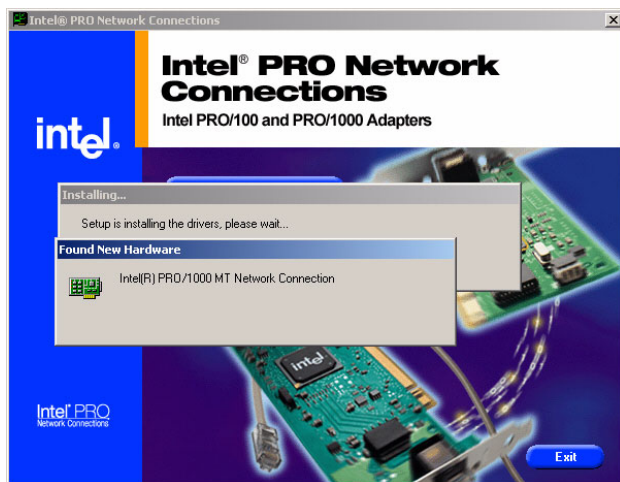 Intel® PRO Network Connections
Intel® PRO Network
Connections
Intel PRO/100 and PRO/1000 Adapters
intel.
Installing...
Setup is installing the drivers, please wait...
Found New Hardware
Intel(R) PRO/1000 MT Network Connection
intel
Intel® PRO
Network Connections
Exit